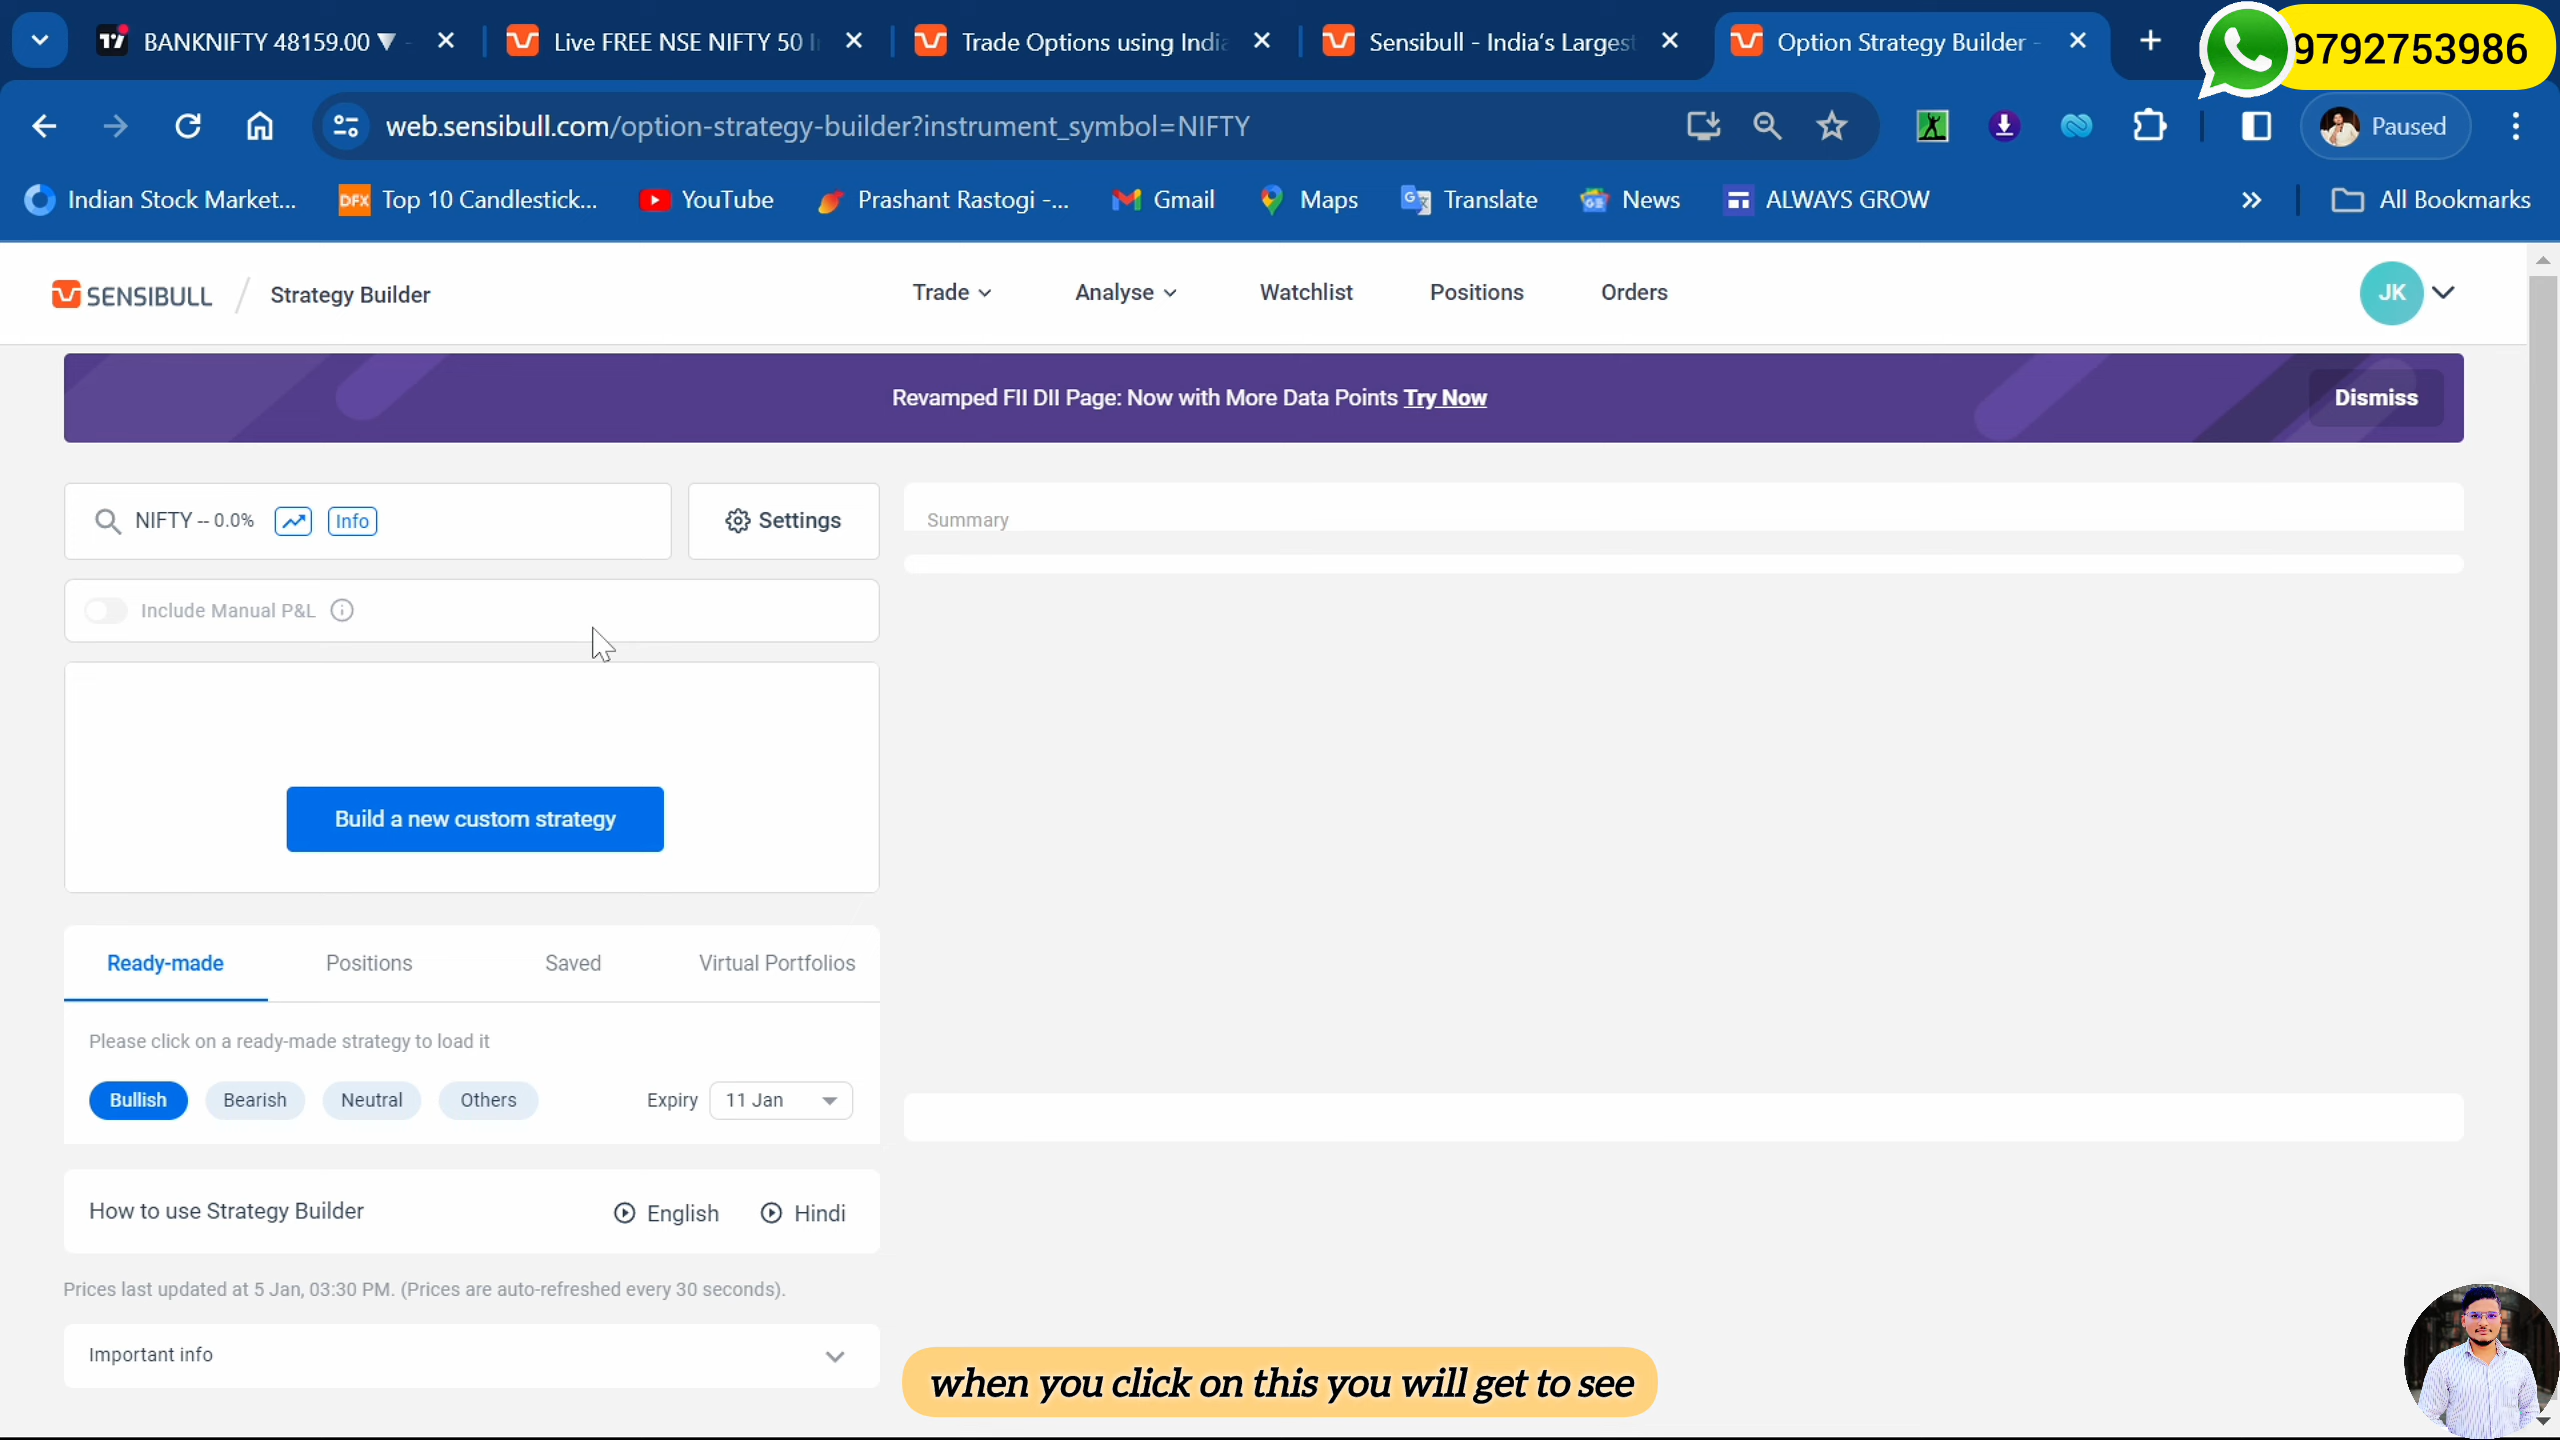 BANKNIFTY 48159.00 ▼ -
Live FREE NSE NIFTY 50 I
Trade Options using India
Sensibull - India's Largest
Option Strategy Builder -
9792753986
web.sensibull.com/option-strategy-builder?instrument_symbol=NIFTY
Paused
Indian Stock Market...
DFX
Top 10 Candlestick...
YouTube
Prashant Rastogi -...
Gmail
Maps
Translate
News
ALWAYS GROW
All Bookmarks
SENSIBULL / Strategy Builder
Trade
Analyse
Watchlist
Positions
Orders
JK
Revamped FII DII Page: Now with More Data Points Try Now
Dismiss
NIFTY -- 0.0%
Info
Settings
Summary
Include Manual P&L
Build a new custom strategy
Ready-made
Positions
Saved
Virtual Portfolios
Please click on a ready-made strategy to load it
Bullish
Bearish
Neutral
Others
Expiry
11 Jan
How to use Strategy Builder
English
Hindi
Prices last updated at 5 Jan, 03:30 PM. (Prices are auto-refreshed every 30 seconds).
Important info
when you click on this you will get to see